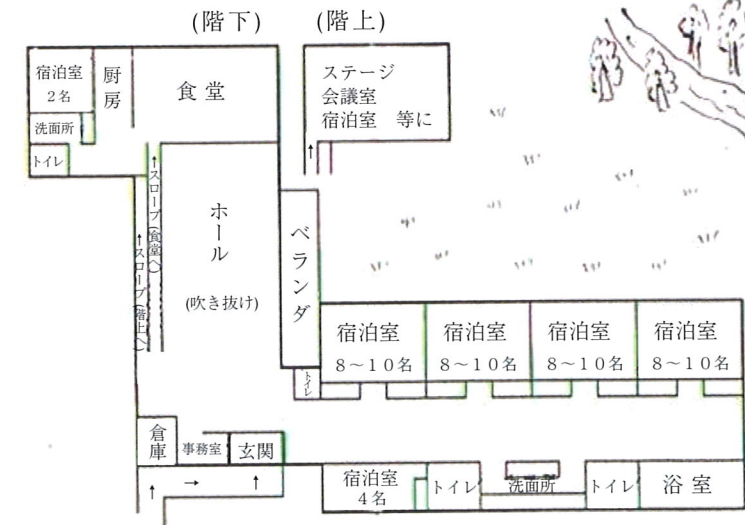 (階下)
(階上)
宿泊室
2名
厨房
食堂
ステージ
会議室
宿泊室 等に
↑
洗面所
トイレ
↑スロープ(食堂へ)
↑スロープ(階上へ)
ホール
(吹き抜け)
ベランダ
宿泊室
8〜10名
宿泊室
8〜10名
宿泊室
8〜10名
宿泊室
8〜10名
トイレ
倉庫
事務室
玄関
↑
→
↑
宿泊室
4名
トイレ
洗面所
トイレ
浴室